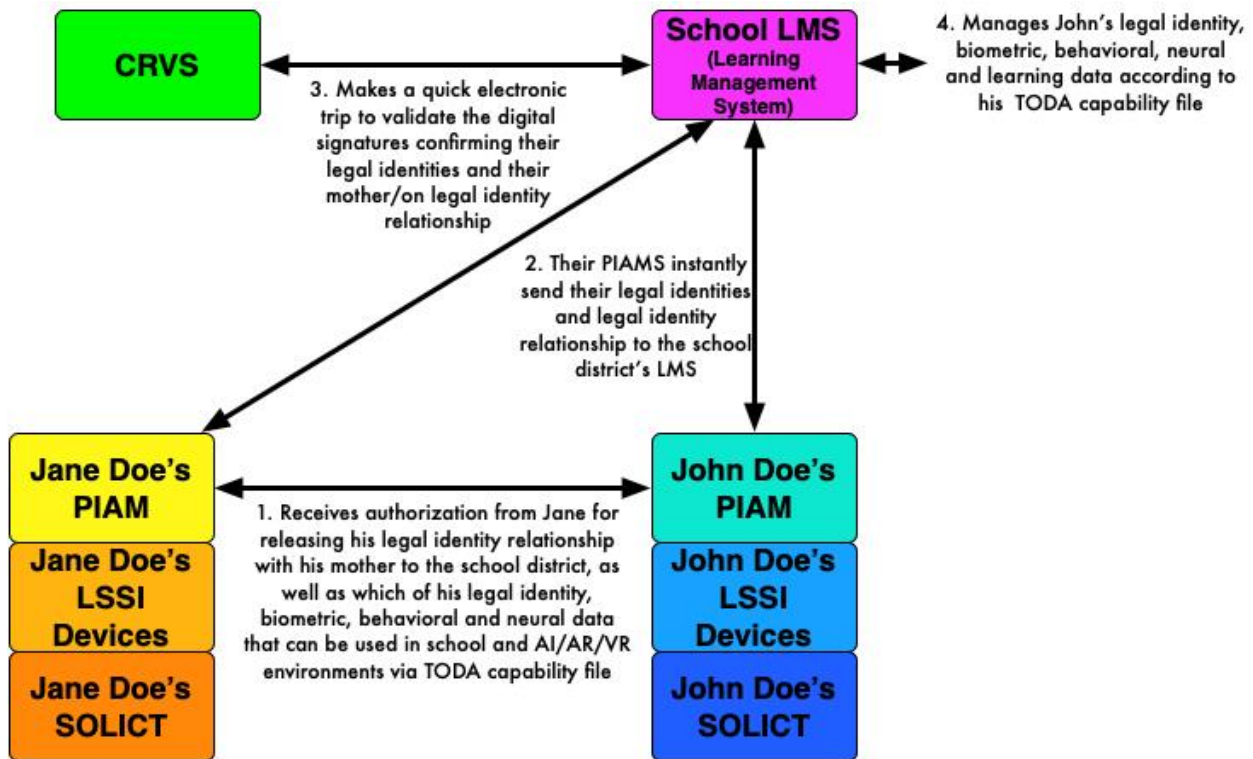 CRVS
School LMS
(Learning
Management
System)
4. Manages John's legal identity,
biometric, behavioral, neural
and learning data according to
his TODA capability file
3. Makes a quick electronic
trip to validate the digital
signatures confirming their
legal identities and their
mother/on legal identity
relationship
2. Their PIAMS instantly
send their legal identities
and legal identity
relationship to the school
district's LMS
Jane Doe's
PIAM
Jane Doe's
LSSI
Devices
Jane Doe's
SOLICT
1. Receives authorization from Jane for
releasing his legal identity relationship
with his mother to the school district, as
well as which of his legal identity,
biometric, behavioral and neural data
that can be used in school and AI/AR/VR
environments via TODA capability file
John Doe's
PIAM
John Doe's
LSSI
Devices
John Doe's
SOLICT